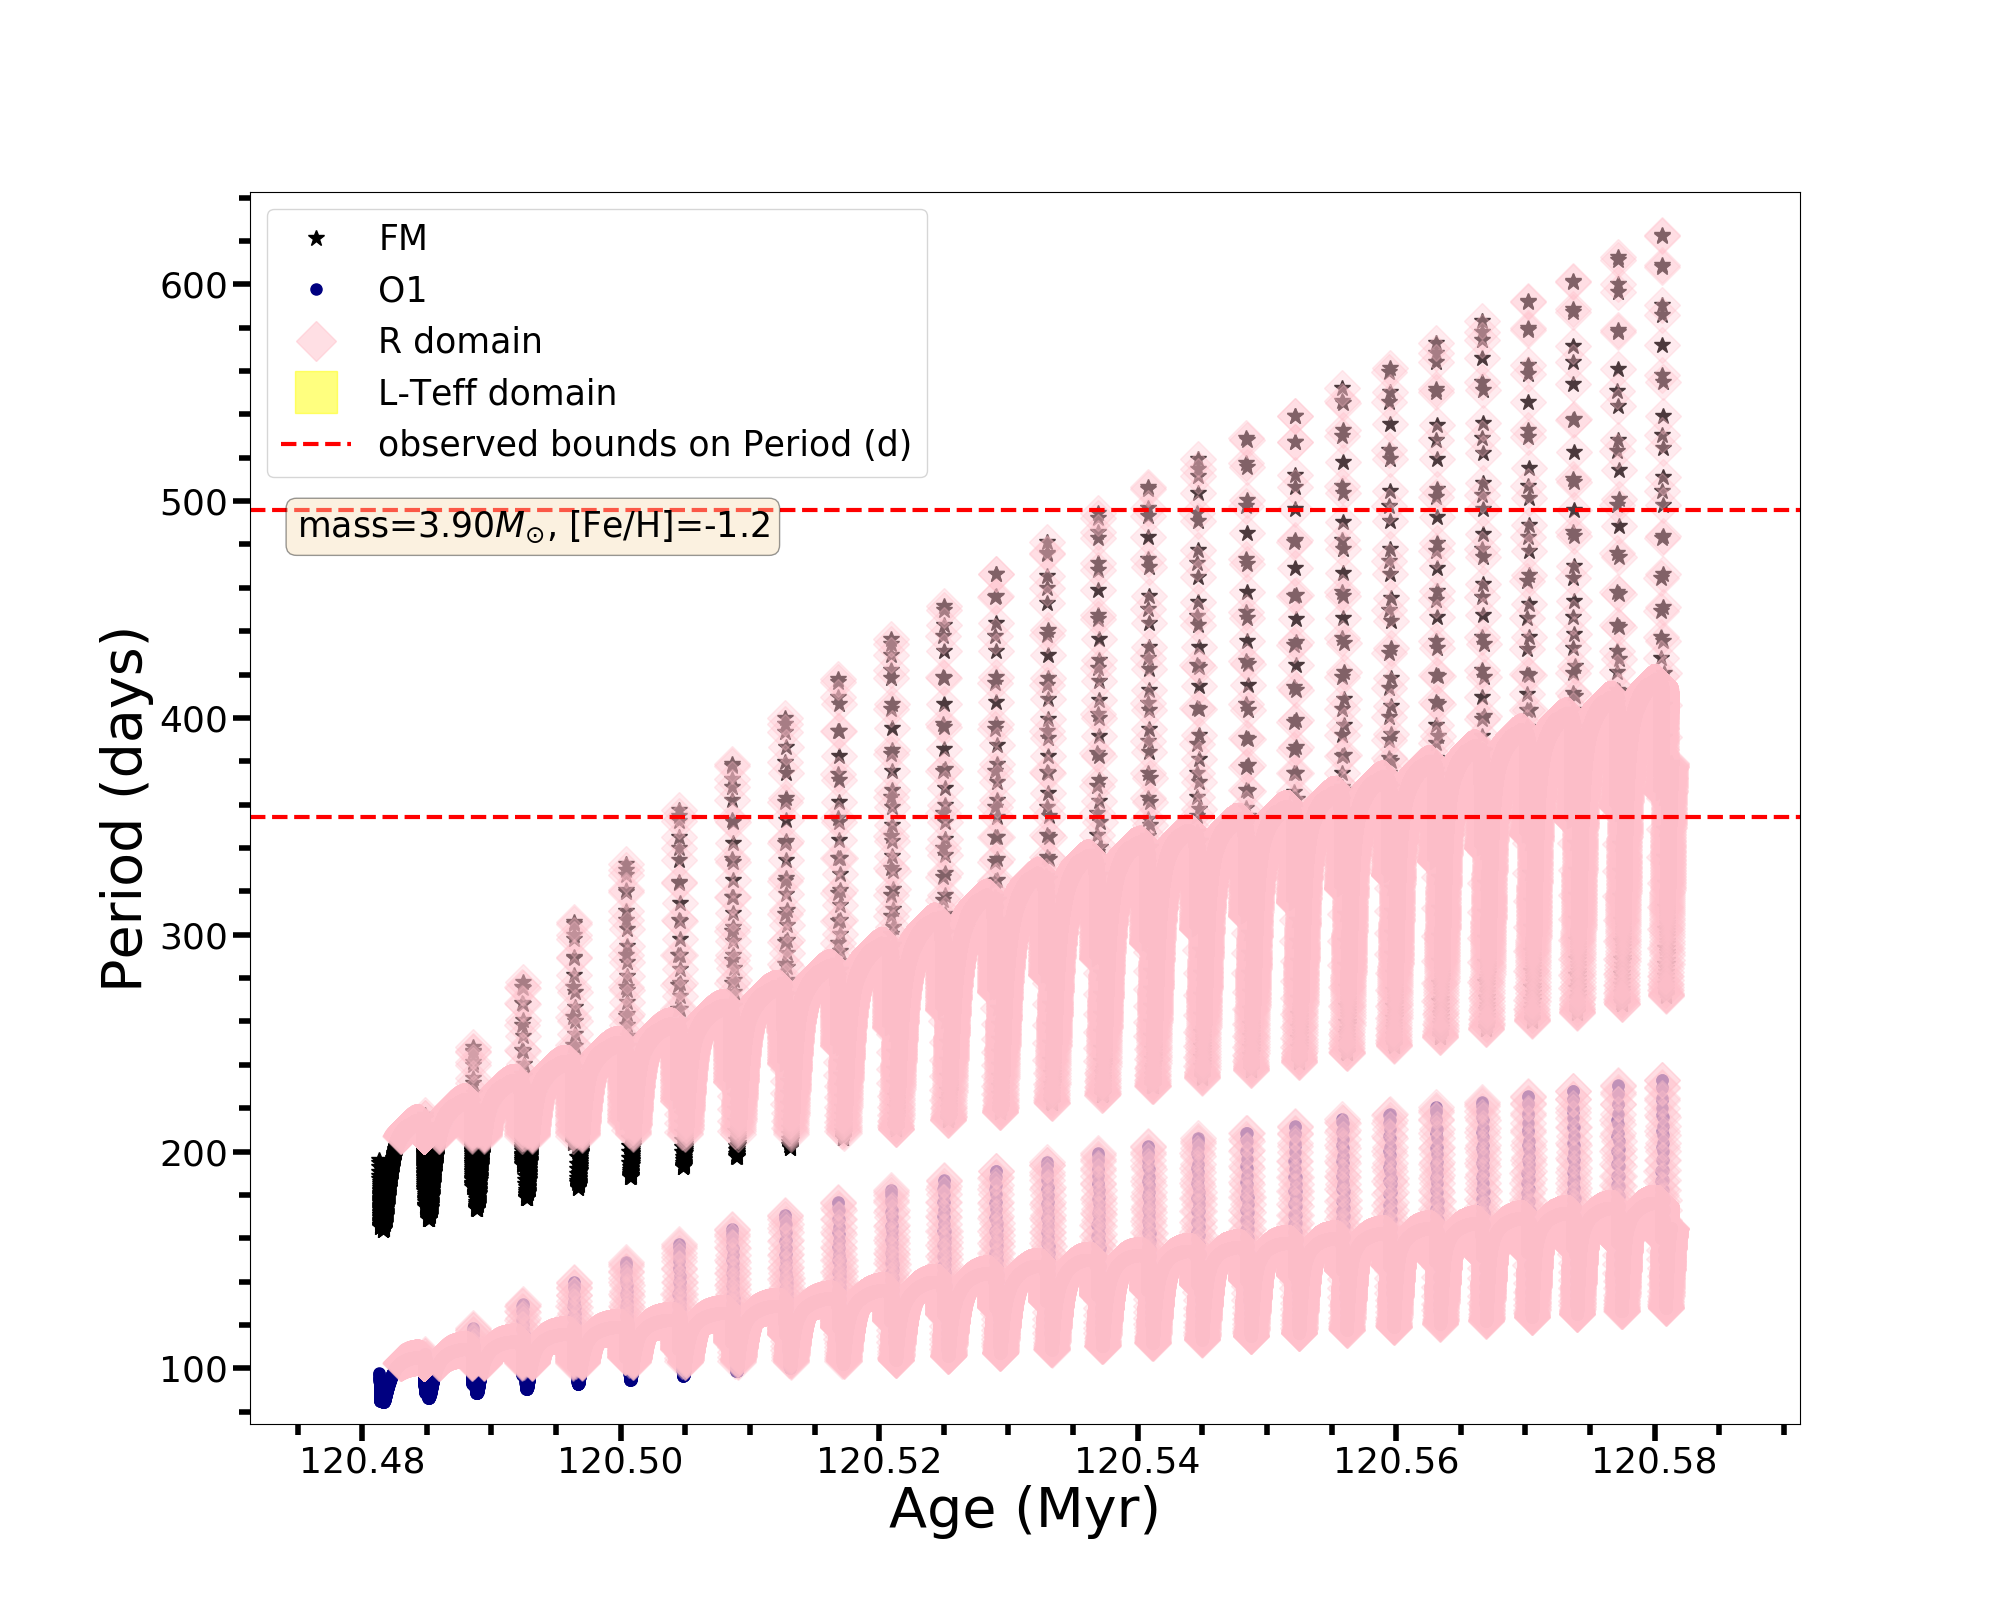 FM
O1
R domain
L-Teff domain
observed bounds on Period (d)
mass=3.90M⊙, [Fe/H]=-1.2
600
500
400
300
200
100
Period (days)
120.48 120.50 120.52 120.54 120.56 120.58
Age (Myr)